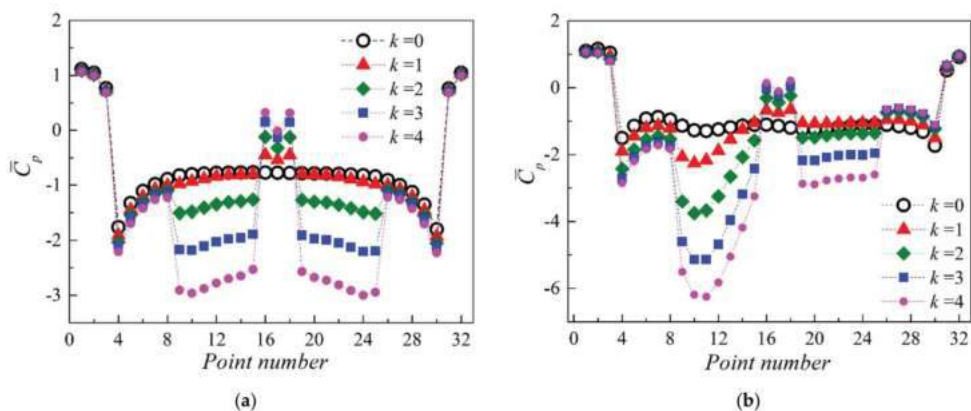 k =0
k =1
k =2
k =3
k =4
1
0
-1
-2
-3
C̅p
0 4 8 12 16 20 24 28 32
Point number
(a)
2
0
-2
-4
-6
C̅p
k =0
k =1
k =2
k =3
k =4
0 4 8 12 16 20 24 28 32
Point number
(b)